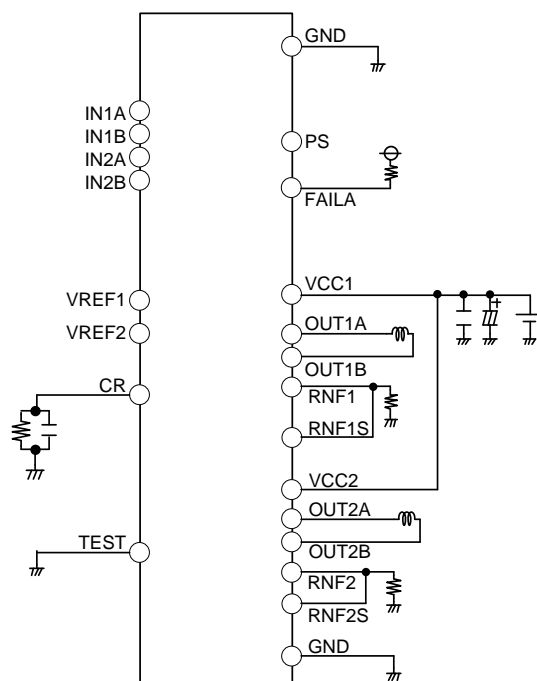 GND
IN1A
IN1B
PS
IN2A
IN2B
FAILA
VCC1
VREF1
+
OUT1A
VREF2
OUT1B
CR
RNF1
RNF1S
VCC2
OUT2A
TEST
OUT2B
RNF2
RNF2S
GND